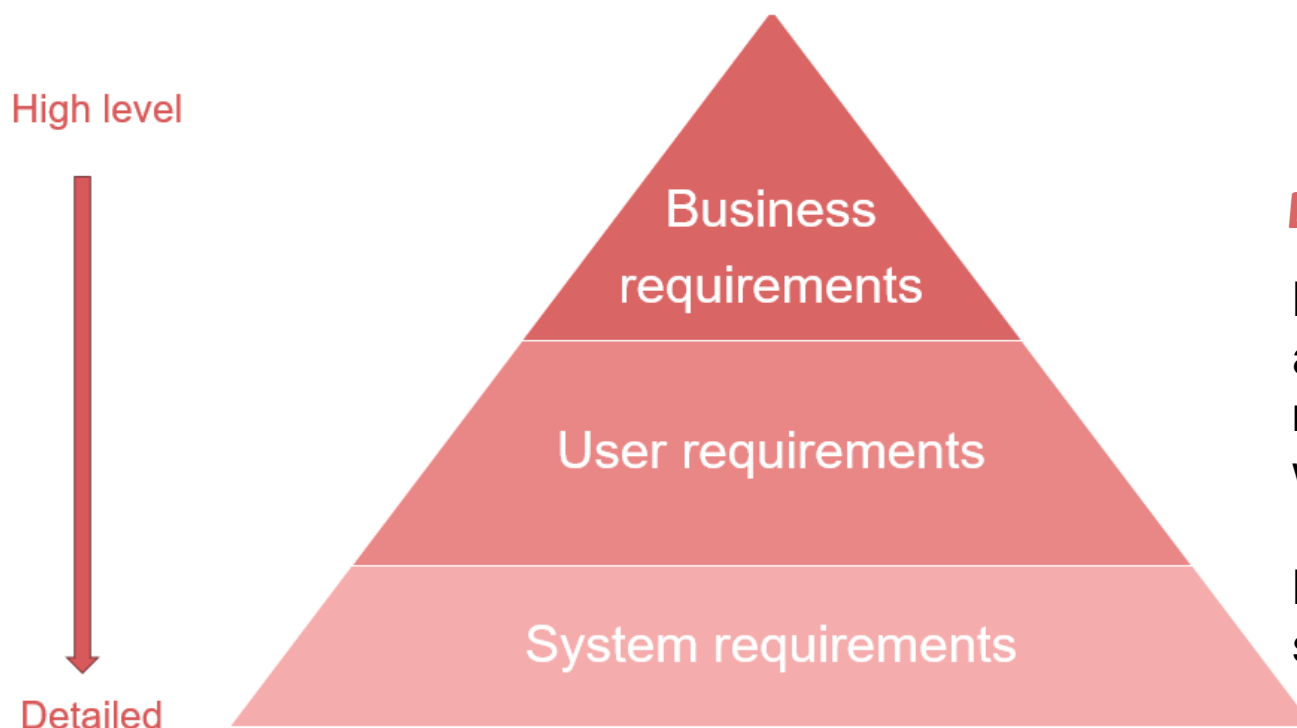 High level
Business
requirements
User requirements
System requirements
Detailed